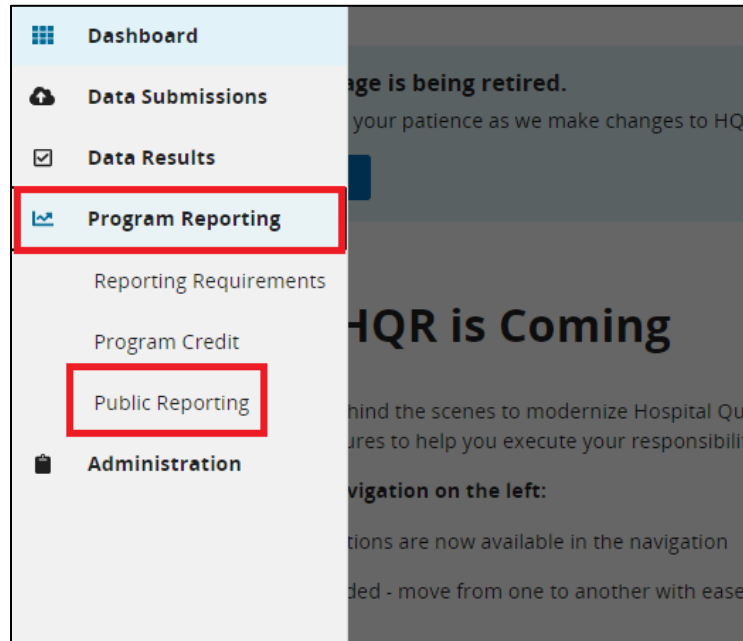 Dashboard
Data Submissions
Data Results
Program Reporting
Reporting Requirements
Program Credit
Public Reporting
Administration
age is being retired.
your patience as we make changes to HQ
HQR is Coming
hind the scenes to modernize Hospital Qu
ures to help you execute your responsibili
vigation on the left:
tions are now available in the navigation
ded - move from one to another with ease